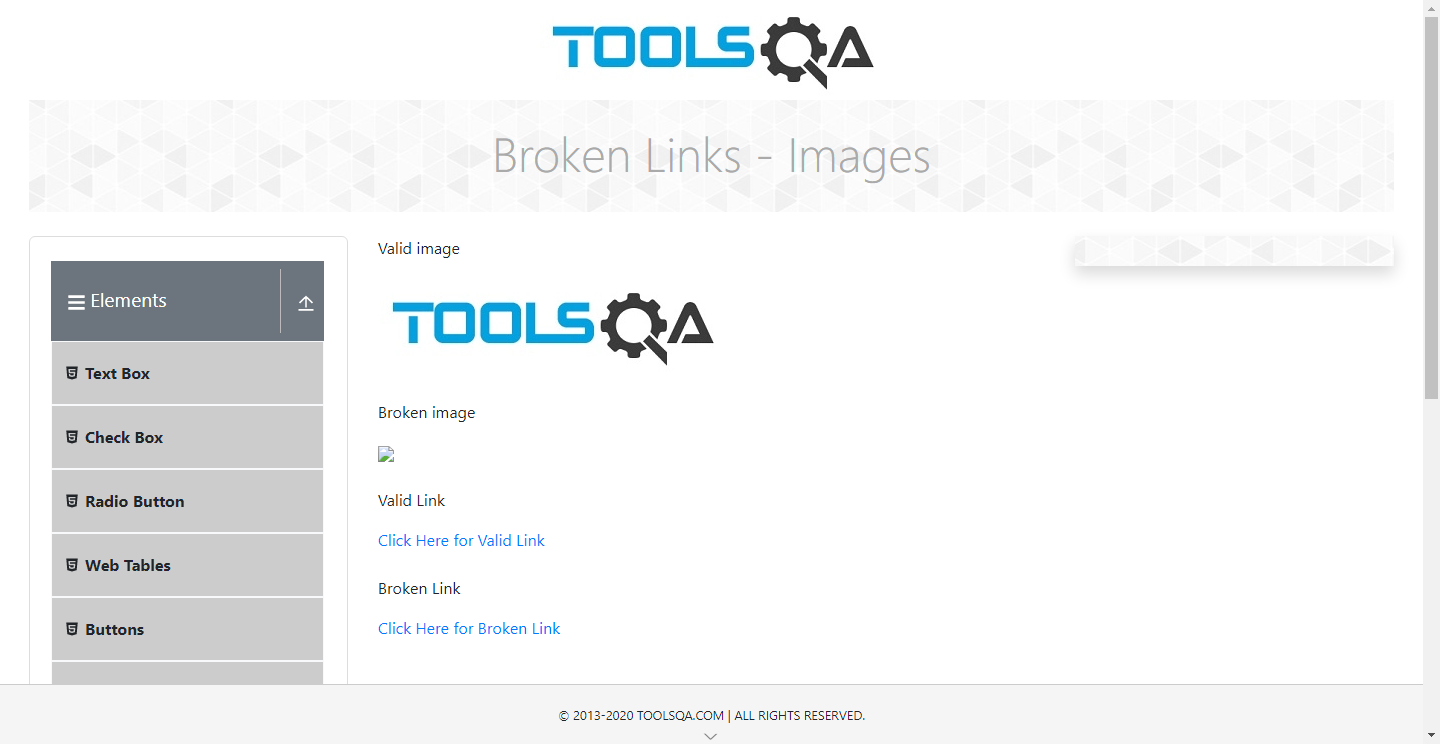 TOOLSQA
Broken Links - Images
Elements
Text Box
Check Box
Radio Button
Web Tables
Buttons
Valid image
TOOLSQA
Broken image
Valid Link
Click Here for Valid Link
Broken Link
Click Here for Broken Link
© 2013-2020 TOOLSQA.COM | ALL RIGHTS RESERVED.